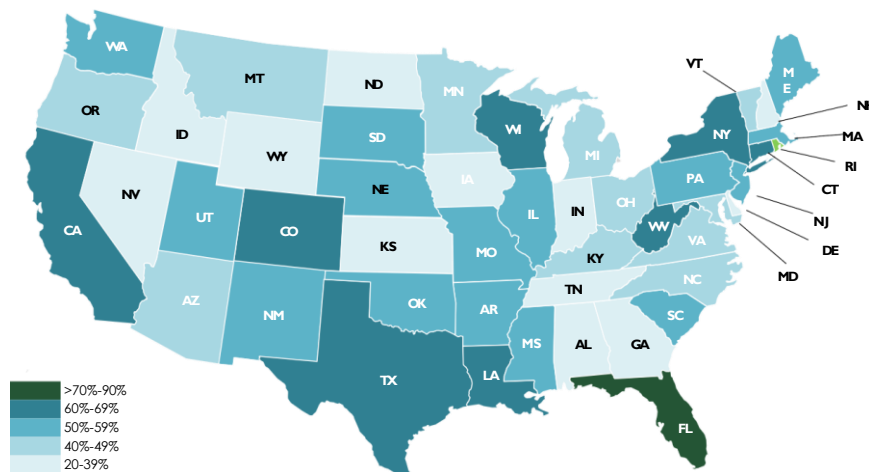 WA
MT
ND
MN
VT
M
E
OR
ID
SD
WI
NY
NH
MA
WY
MI
RI
CT
NV
NE
IA
PA
NJ
UT
IL
IN
OH
DE
CA
CO
KS
MO
WV
VA
MD
KY
NC
AZ
NM
OK
AR
TN
SC
MS
AL
GA
TX
LA
FL
>70%-90%
60%-69%
50%-59%
40%-49%
20-39%